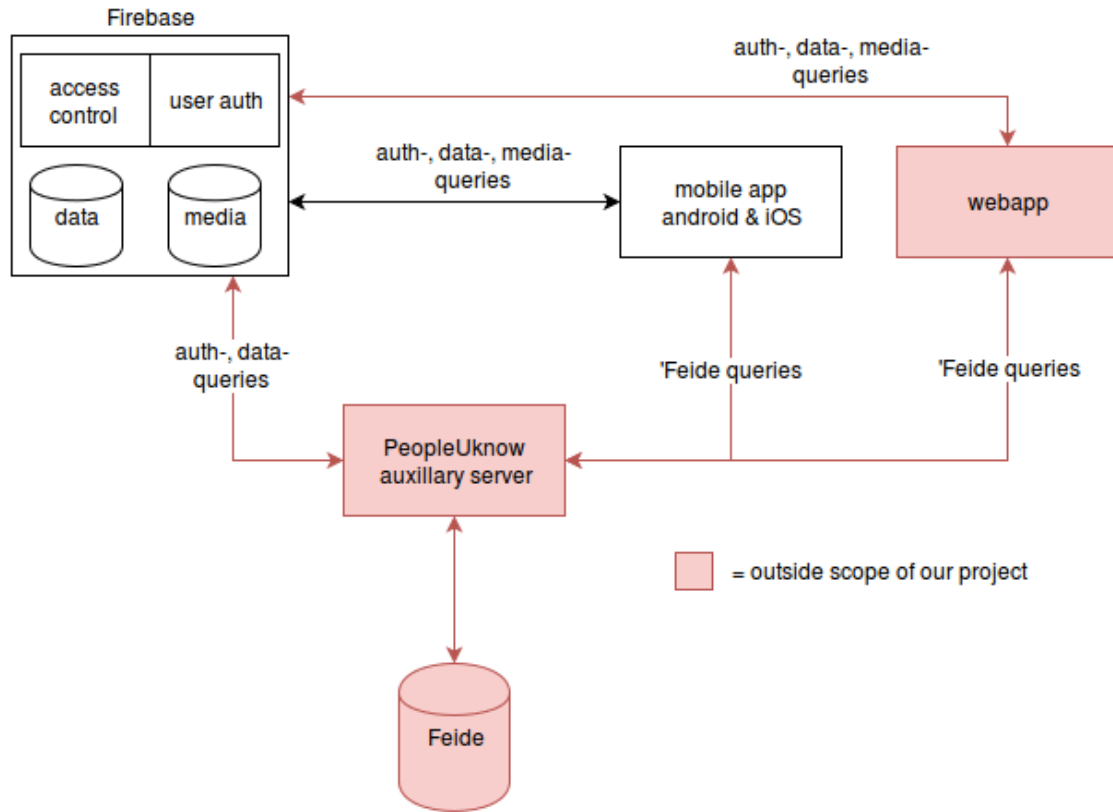 Firebase
access
control
user auth
data
media
auth-, data-, media-
queries
auth-, data-, media-
queries
mobile app
android & iOS
webapp
auth-, data-
queries
'Feide queries
'Feide queries
PeopleUknow
auxillary server
= outside scope of our project
Feide